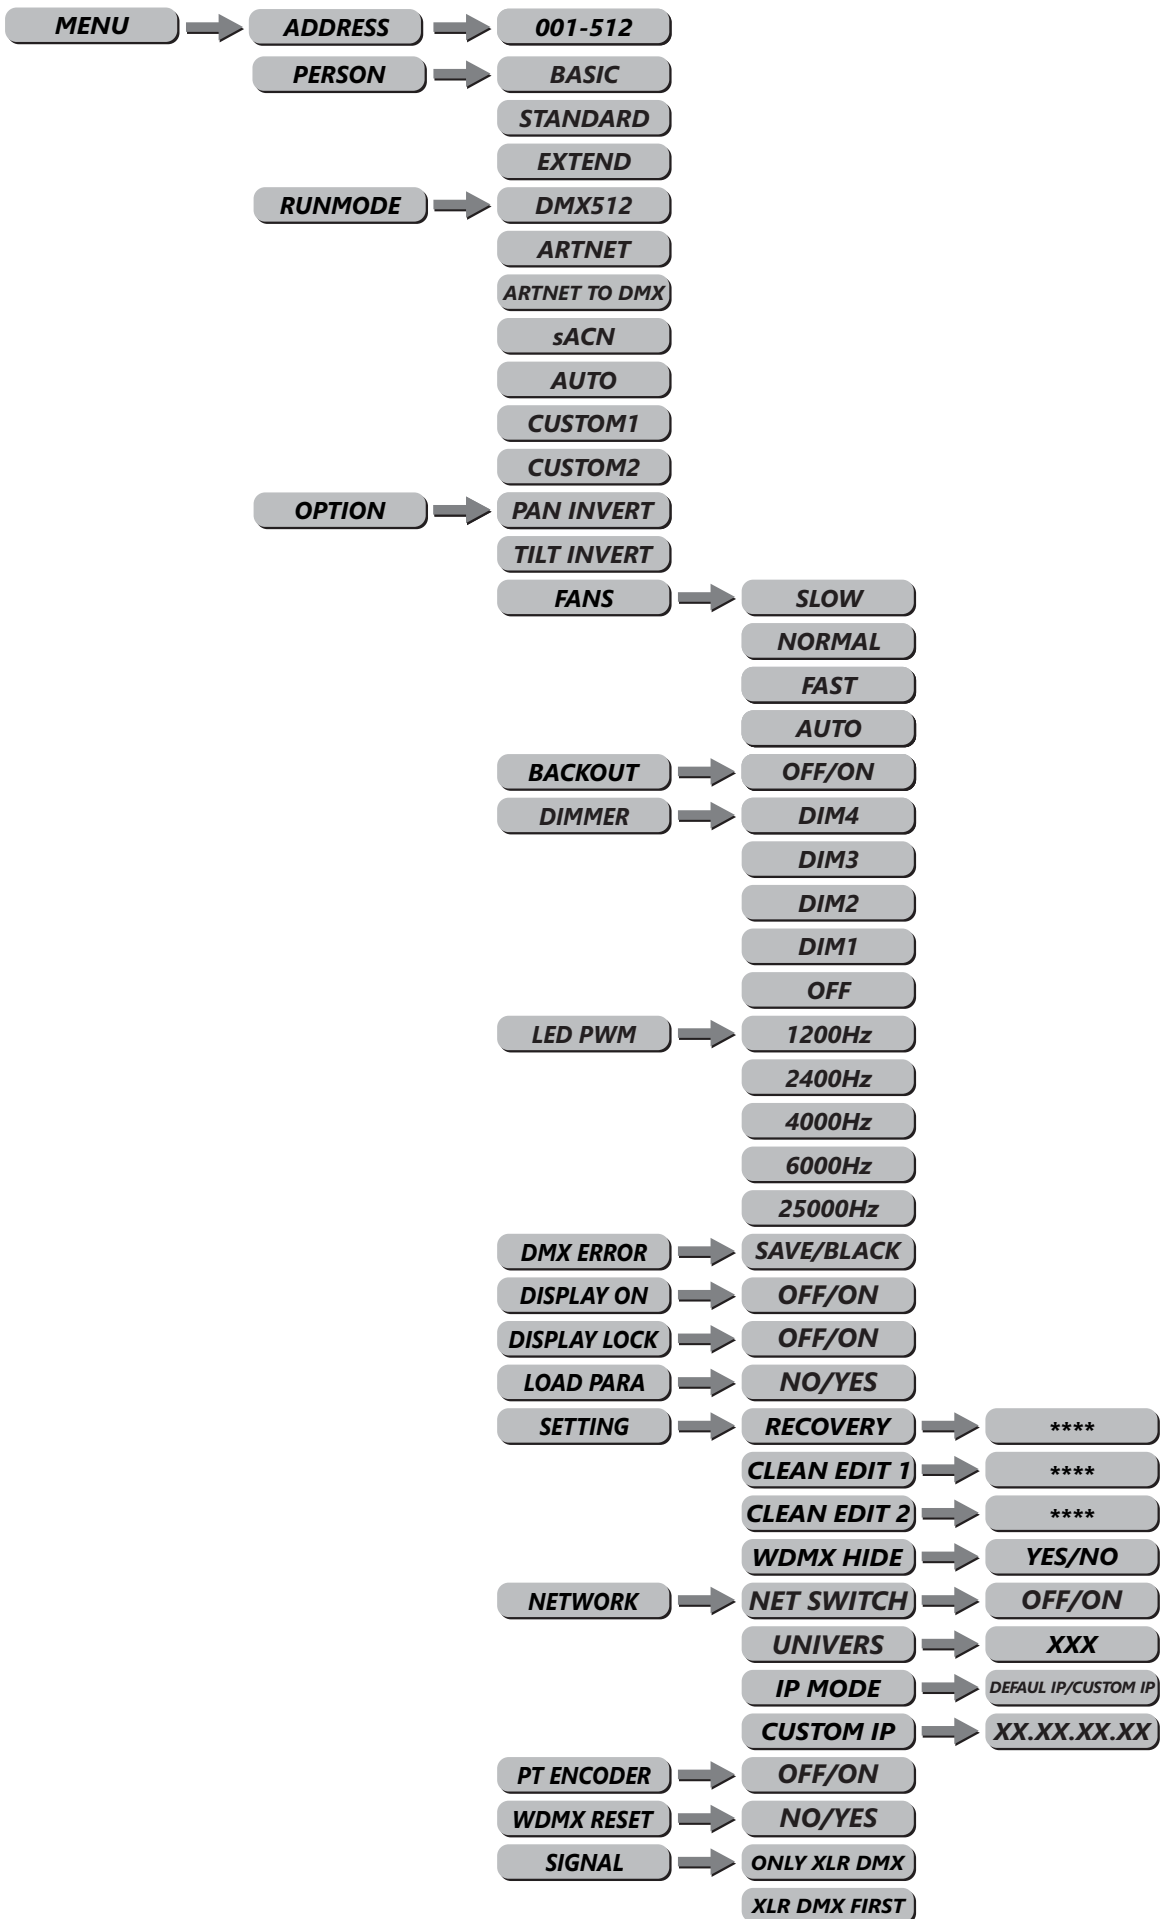 MENU ADDRESS 001-512
PERSON BASIC
STANDARD
EXTEND
RUNMODE DMX512
ARTNET
ARTNET TO DMX
sACN
AUTO
CUSTOM1
CUSTOM2
OPTION PAN INVERT
TILT INVERT
FANS SLOW
NORMAL
FAST
AUTO
BACKOUT OFF/ON
DIMMER DIM4
DIM3
DIM2
DIM1
OFF
LED PWM 1200Hz
2400Hz
4000Hz
6000Hz
25000Hz
DMX ERROR SAVE/BLACK
DISPLAY ON OFF/ON
DISPLAY LOCK OFF/ON
LOAD PARA NO/YES
SETTING RECOVERY ****
CLEAN EDIT 1 ****
CLEAN EDIT 2 ****
WDMX HIDE YES/NO
NETWORK NET SWITCH OFF/ON
UNIVERS XXX
IP MODE DEFAUL IP/CUSTOM IP
CUSTOM IP XX.XX.XX.XX
PT ENCODER OFF/ON
WDMX RESET NO/YES
SIGNAL ONLY XLR DMX
XLR DMX FIRST